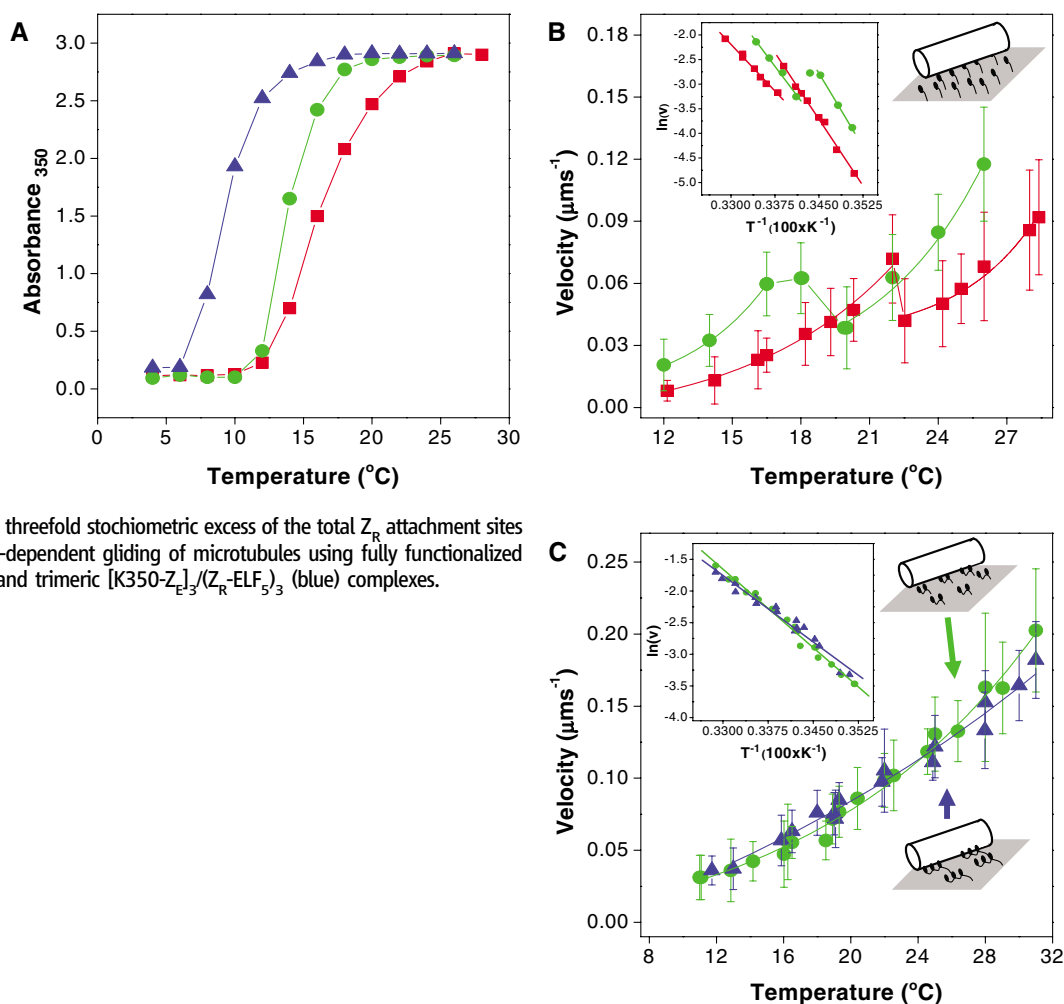 A
3.0
2.5
2.0
1.5
1.0
0.5
0.0
Absorbance 350
0 5 10 15 20 25 30
Temperature (°C)
threefold stochiometric excess of the total Z_R attachment sites
-dependent gliding of microtubules using fully functionalized
and trimeric [K350-Z_E]_3/(Z_R-ELF_5)_3 (blue) complexes.
B
0.18
0.15
0.12
0.09
0.06
0.03
0.00
Velocity (μms⁻¹)
12 15 18 21 24 27
Temperature (°C)
-2.0
-2.5
-3.0
-3.5
-4.0
-4.5
-5.0
ln(v)
0.3300 0.3375 0.3450 0.3525
T⁻¹(100xK⁻¹)
C
0.25
0.20
0.15
0.10
0.05
0.00
Velocity (μms⁻¹)
8 12 16 20 24 28 32
Temperature (°C)
-1.5
-2.0
-2.5
-3.0
-3.5
-4.0
ln(v)
0.3300 0.3375 0.3450 0.3525
T⁻¹(100xK⁻¹)